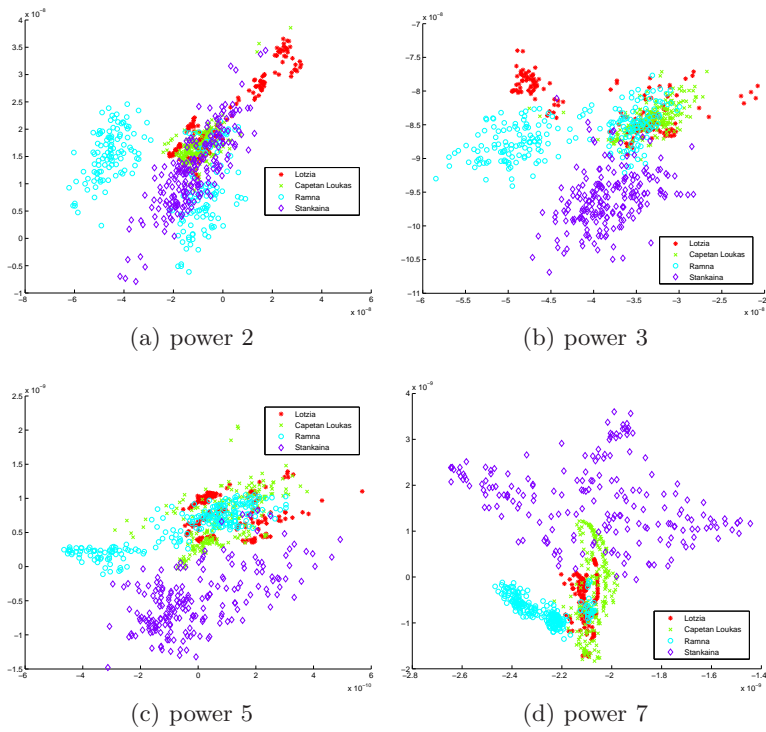 x 10⁻⁸
4
3.5
3
2.5
2
1.5
1
0.5
0
−0.5
−1
−8 −6 −4 −2 0 2 4 6
x 10⁻⁸
Lotzia
Capetan Loukas
Ramna
Stankaina
(a) power 2
x 10⁻⁸
−7
−7.5
−8
−8.5
−9
−9.5
−10
−10.5
−11
−6 −5.5 −5 −4.5 −4 −3.5 −3 −2.5 −2
x 10⁻⁸
Lotzia
Capetan Loukas
Ramna
Stankaina
(b) power 3
x 10⁻⁹
2.5
2
1.5
1
0.5
0
−0.5
−1
−1.5
−6 −4 −2 0 2 4 6
x 10⁻¹⁰
Lotzia
Capetan Loukas
Ramna
Stankaina
(c) power 5
x 10⁻⁹
4
3
2
1
0
−1
−2
−2.8 −2.6 −2.4 −2.2 −2 −1.8 −1.6 −1.4
x 10⁻⁹
Lotzia
Capetan Loukas
Ramna
Stankaina
(d) power 7